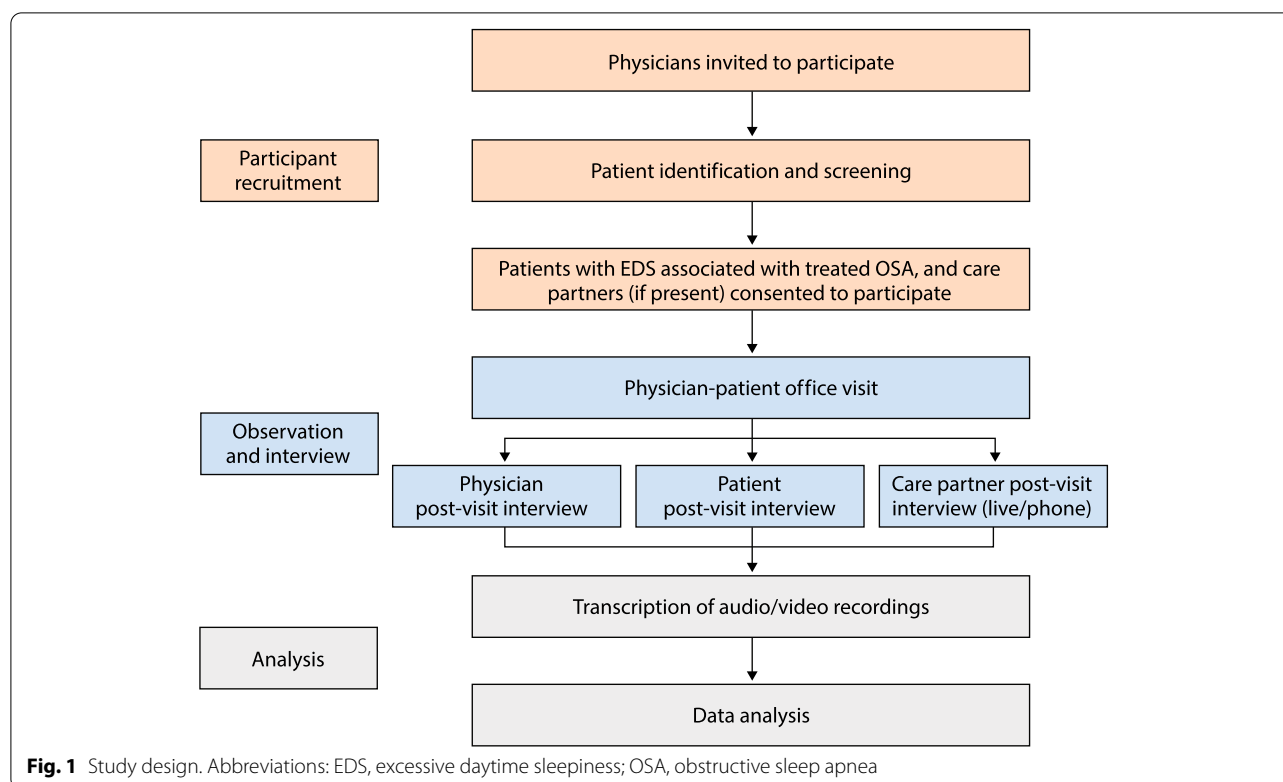 Physicians invited to participate
Participant
recruitment
Patient identification and screening
Patients with EDS associated with treated OSA, and care
partners (if present) consented to participate
Physician-patient office visit
Observation
and interview
Physician
post-visit interview
Patient
post-visit interview
Care partner post-visit
interview (live/phone)
Transcription of audio/video recordings
Analysis
Data analysis
Fig. 1 Study design. Abbreviations: EDS, excessive daytime sleepiness; OSA, obstructive sleep apnea